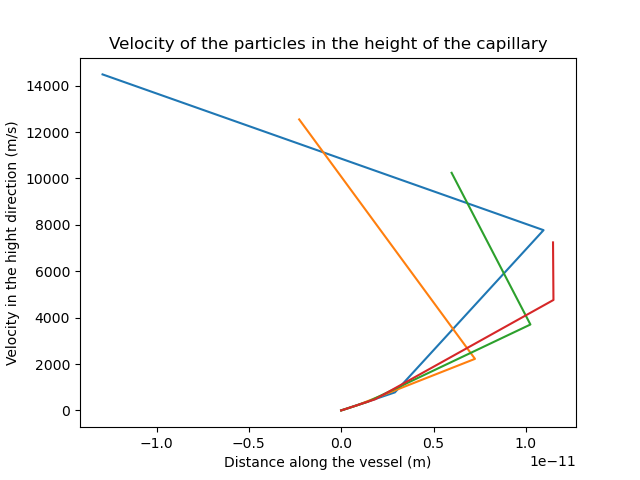 Velocity of the particles in the height of the capillary
Velocity in the hight direction (m/s)
14000
12000
10000
8000
6000
4000
2000
0
−1.0 −0.5 0.0 0.5 1.0
1e−11
Distance along the vessel (m)